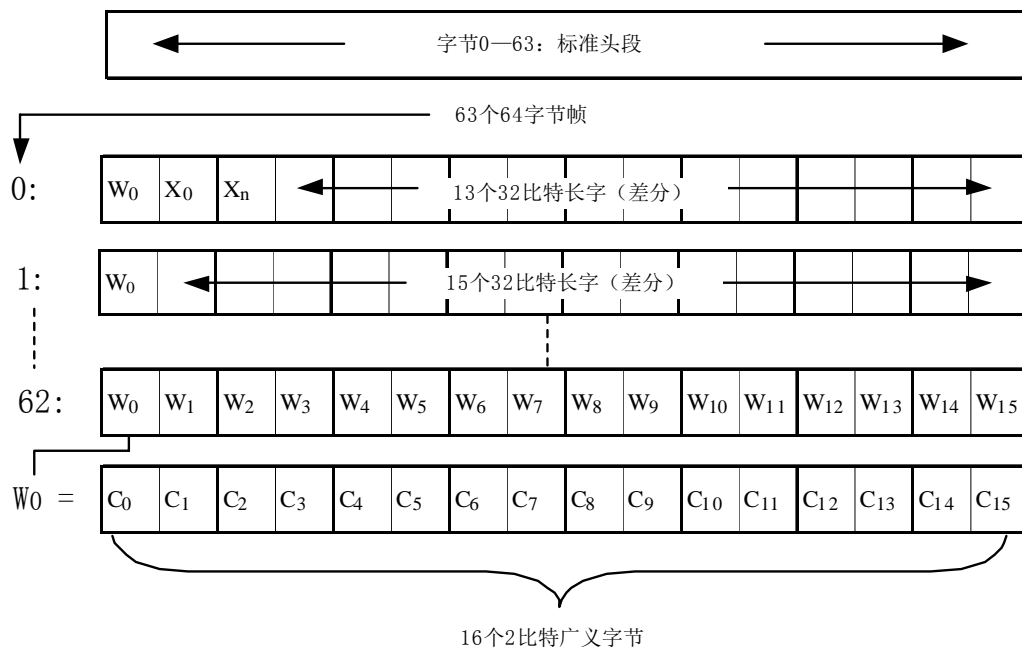 字节0—63：标准头段
63个64字节帧
0: W0 X0 Xn 13个32比特长字（差分）
1: W0 15个32比特长字（差分）
62: W0 W1 W2 W3 W4 W5 W6 W7 W8 W9 W10 W11 W12 W13 W14 W15
W0 = C0 C1 C2 C3 C4 C5 C6 C7 C8 C9 C10 C11 C12 C13 C14 C15
16个2比特广义字节